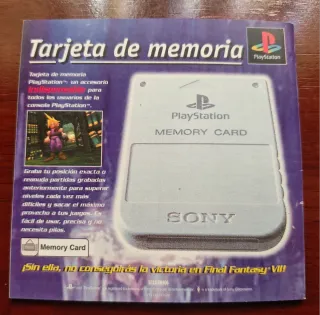 Tarjeta de memoria
PlayStation
Tarjeta de memoria
PlayStation™: un accesorio
indispensable para
todos los usuarios de la
consola PlayStation™.
PlayStation
MEMORY CARD
Graba tu posición exacta o
reanuda partidas grabadas
anteriormente para superar
niveles cada vez más
difíciles y sacar el máximo
provecho a tus juegos. Es
fácil de usar, precisa y no
necesita pilas.
SONY
Memory Card
¡Sin ella, no conseguirás la victoria en Final Fantasy® VII!